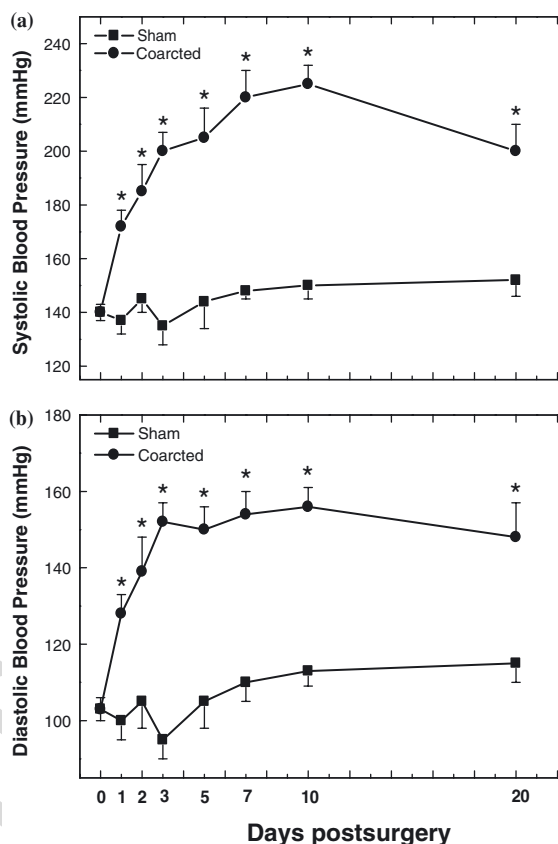 (a)
Sham
Coarcted
Systolic Blood Pressure (mmHg)
240
220
200
180
160
140
120
* * * * * * *
(b)
Sham
Coarcted
Diastolic Blood Pressure (mmHg)
180
160
140
120
100
* * * * * * *
0 1 2 3 5 7 10 20
Days postsurgery